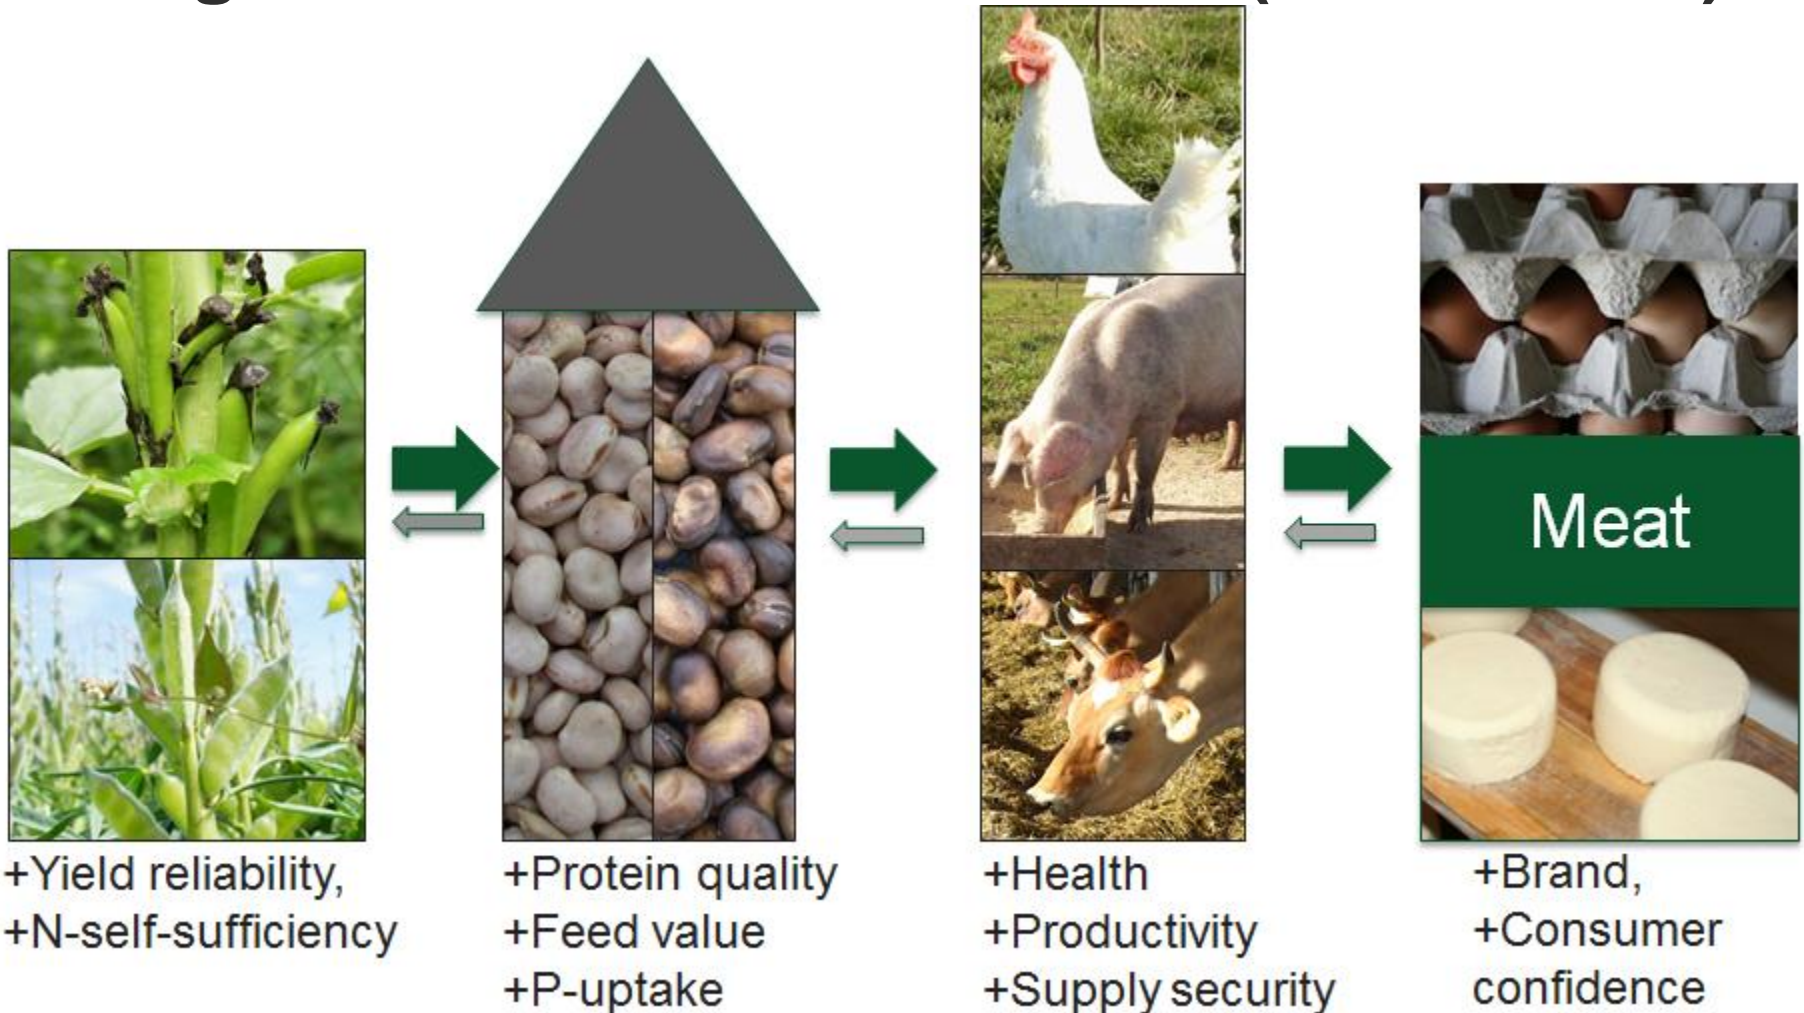 Meat
+Yield reliability,
+N-self-sufficiency
+Protein quality
+Feed value
+P-uptake
+Health
+Productivity
+Supply security
+Brand,
+Consumer
confidence